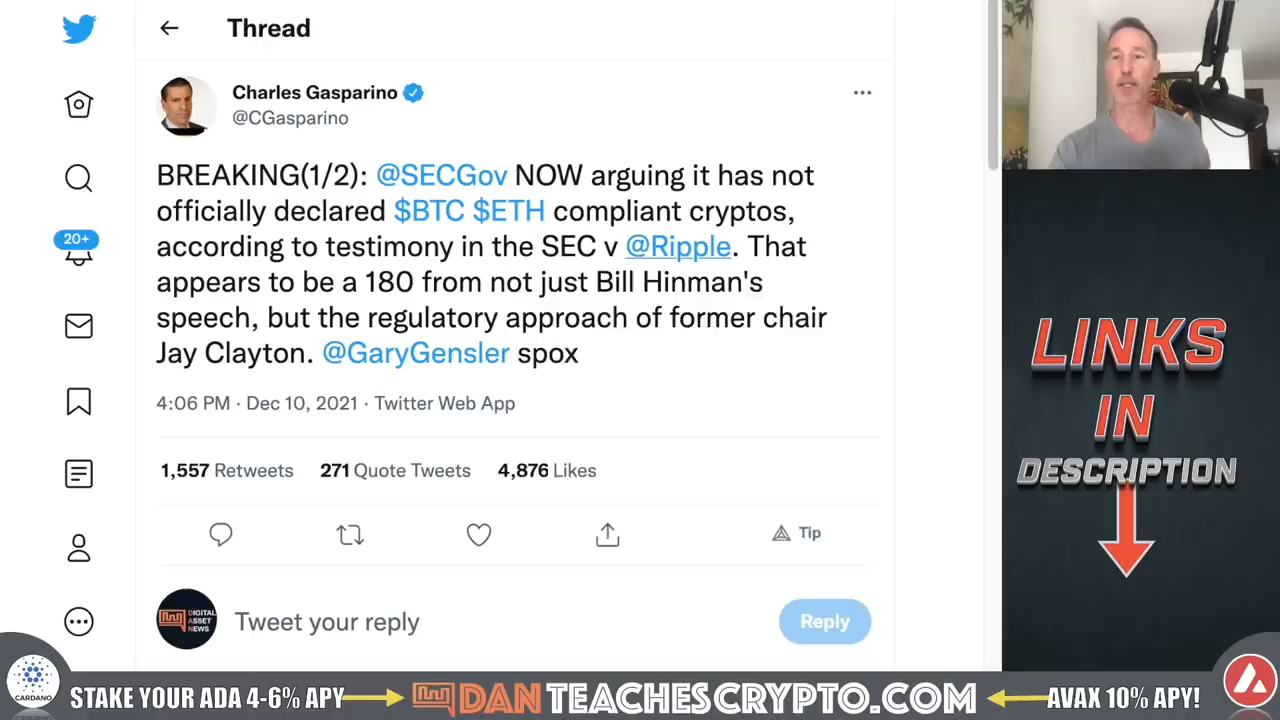 Thread
Charles Gasparino
@CGasparino
BREAKING(1/2): @SECGov NOW arguing it has not
officially declared $BTC $ETH compliant cryptos,
according to testimony in the SEC v @Ripple. That
appears to be a 180 from not just Bill Hinman's
speech, but the regulatory approach of former chair
Jay Clayton. @GaryGensler spox
4:06 PM · Dec 10, 2021 · Twitter Web App
1,557 Retweets 271 Quote Tweets 4,876 Likes
Tip
20+
DIGITAL
ASSET
NEWS
Tweet your reply
Reply
LINKS
IN
DESCRIPTION
CARDANO
STAKE YOUR ADA 4-6% APY
DANTEACHESCRYPTO.COM
AVAX 10% APY!